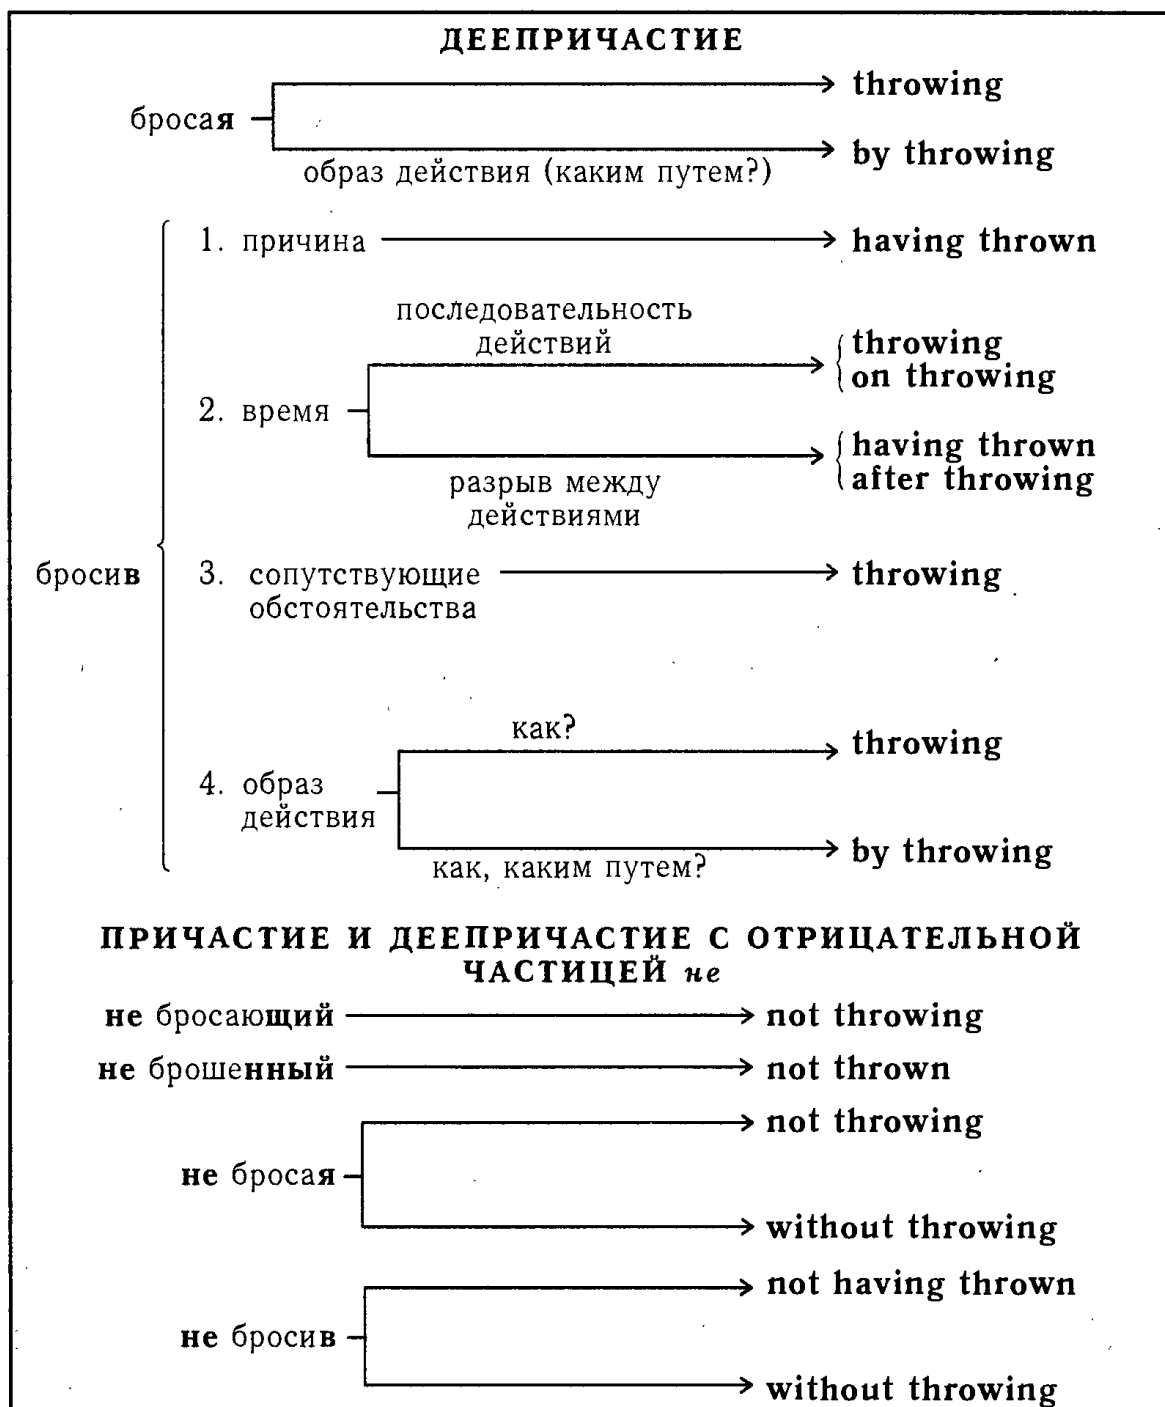 ДЕЕПРИЧАСТИЕ
бросая
throwing
by throwing
образ действия (каким путем?)
1. причина
having thrown
последовательность
действий
throwing
on throwing
2. время
having thrown
after throwing
разрыв между
действиями
бросив
3. сопутствующие
обстоятельства
throwing
как?
throwing
4. образ
действия
by throwing
как, каким путем?
ПРИЧАСТИЕ И ДЕЕПРИЧАСТИЕ С ОТРИЦАТЕЛЬНОЙ
ЧАСТИЦЕЙ не
не бросающий
not throwing
не брошенный
not thrown
not throwing
не бросая
without throwing
not having thrown
не бросив
without throwing